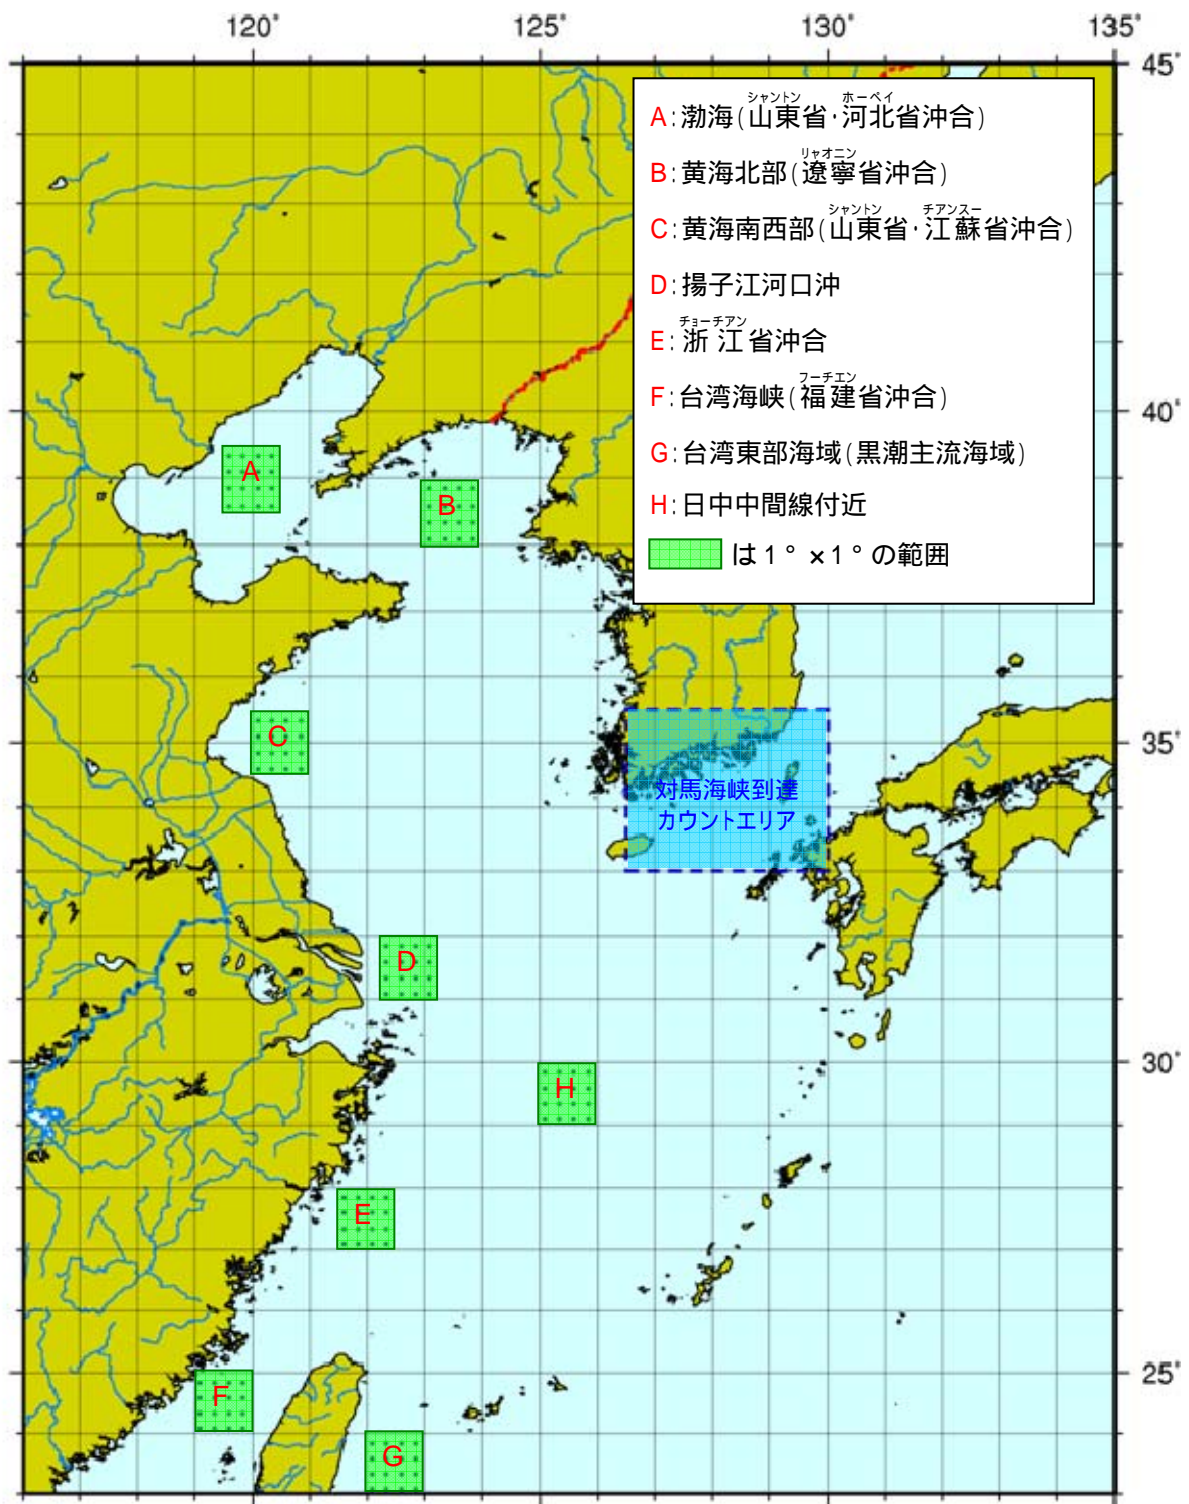 120°
125°
130°
135°
45°
シャントン ホーペイ
A:渤海(山東省・河北省沖合)
リャオニン
B:黄海北部(遼寧省沖合)
シャントン チアンスー
C:黄海南西部(山東省・江蘇省沖合)
D:揚子江河口沖
チョーチアン
E:浙江省沖合
フーチエン
F:台湾海峡(福建省沖合)
G:台湾東部海域(黒潮主流海域)
H:日中中間線付近
は1°×1°の範囲
40°
A
B
C
35°
対馬海峡到達
カウントエリア
D
30°
H
E
25°
F
G